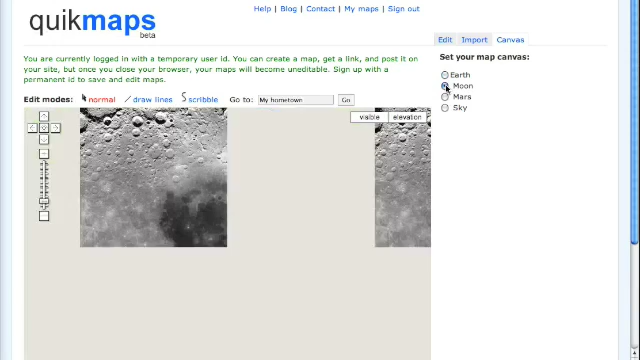 Help | Blog | Contact | My maps | Sign out
quikmaps
beta
Edit Import Canvas
Set your map canvas:
Earth
Moon
Mars
Sky
You are currently logged in with a temporary user id. You can create a map, get a link, and post it on
your site, but once you close your browser, your maps will become uneditable. Sign up with a
permanent id to save and edit maps.
Edit modes: normal draw lines scribble Go to: My hometown Go
visible elevation